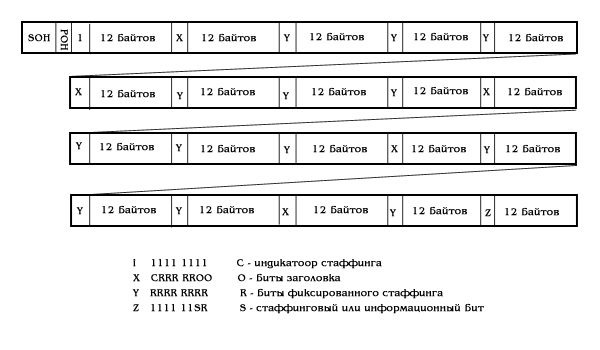 SOH POH I 12 байтов X 12 байтов Y 12 байтов Y 12 байтов Y 12 байтов
X 12 байтов Y 12 байтов Y 12 байтов Y 12 байтов X 12 байтов
Y 12 байтов Y 12 байтов Y 12 байтов X 12 байтов Y 12 байтов
Y 12 байтов Y 12 байтов X 12 байтов Y 12 байтов Z 12 байтов
I 1111 1111 C - индикатоор стаффинга
X CRRR RROO O - биты заголовка
Y RRRR RRRR R - биты фиксированного стаффинга
Z 1111 11SR S - стаффинговый или информационный бит